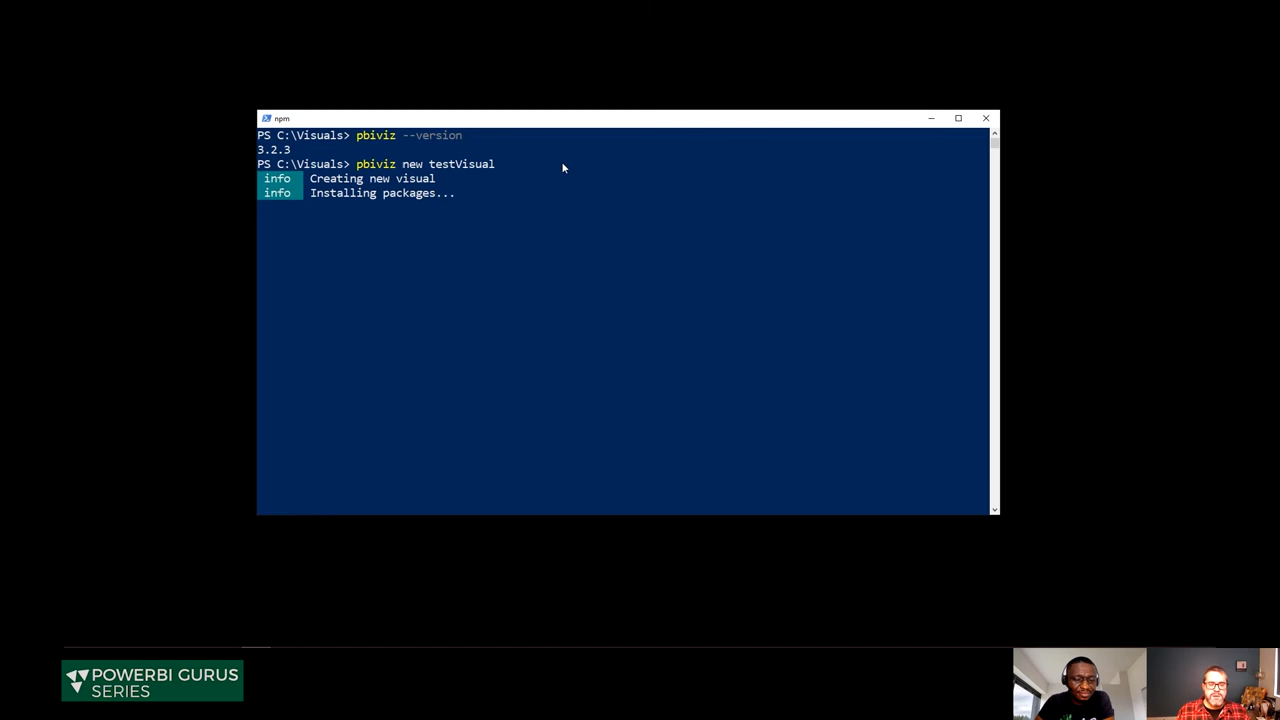 npm
PS C:\Visuals> pbiviz --version
3.2.3
PS C:\Visuals> pbiviz new testVisual
info Creating new visual
info Installing packages...
POWERBI GURUS
SERIES